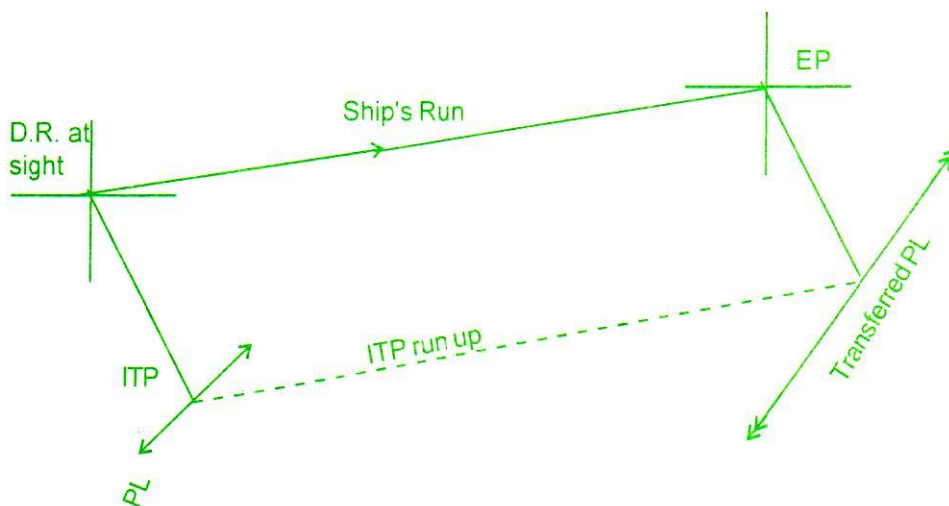 EP
Ship's Run
D.R. at
sight
ITP run up
Transferred PL
ITP
PL